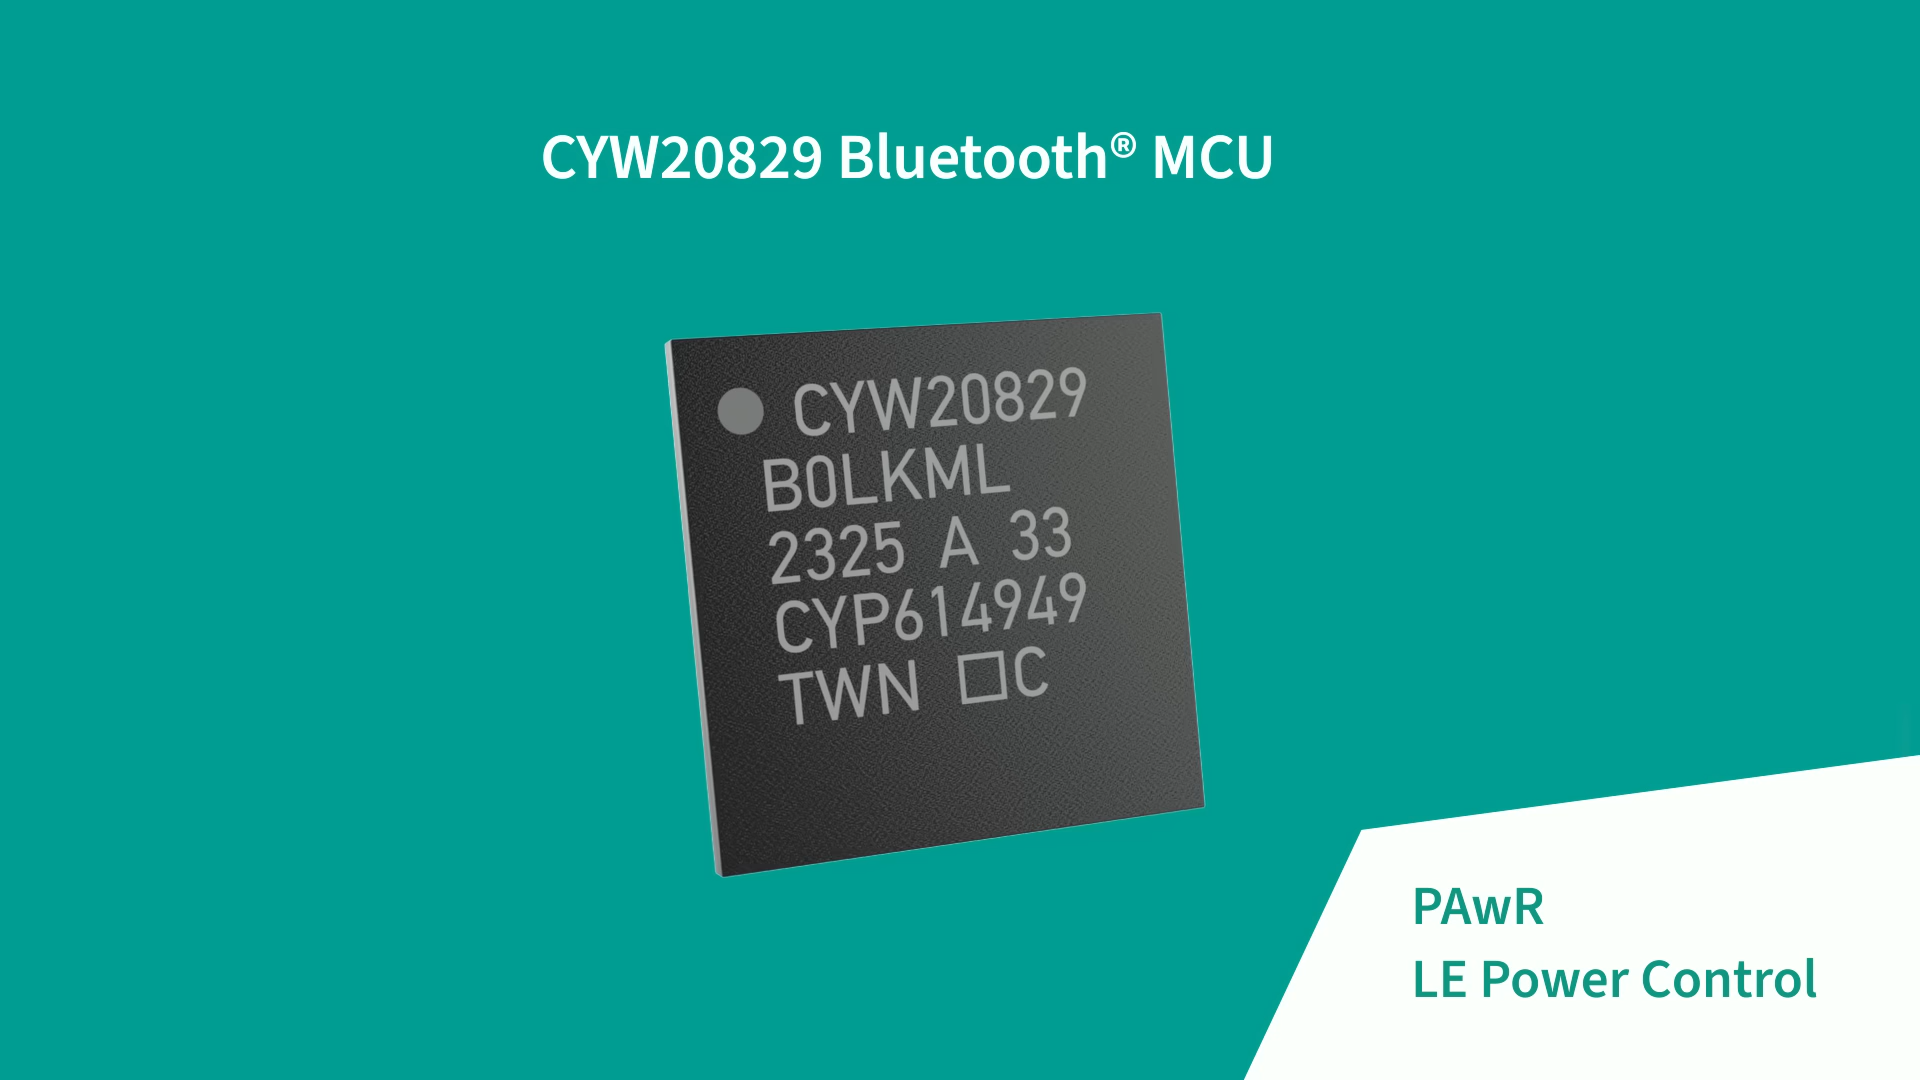 CYW20829 Bluetooth® MCU
CYW20829
B0LKML
2325 A 33
CYP614949
TWN □C
PAwR
LE Power Control